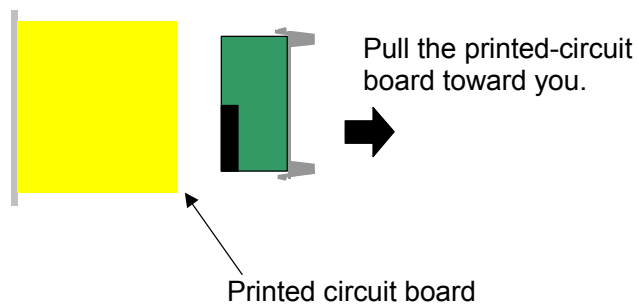 Pull the printed-circuit
board toward you.
Printed circuit board